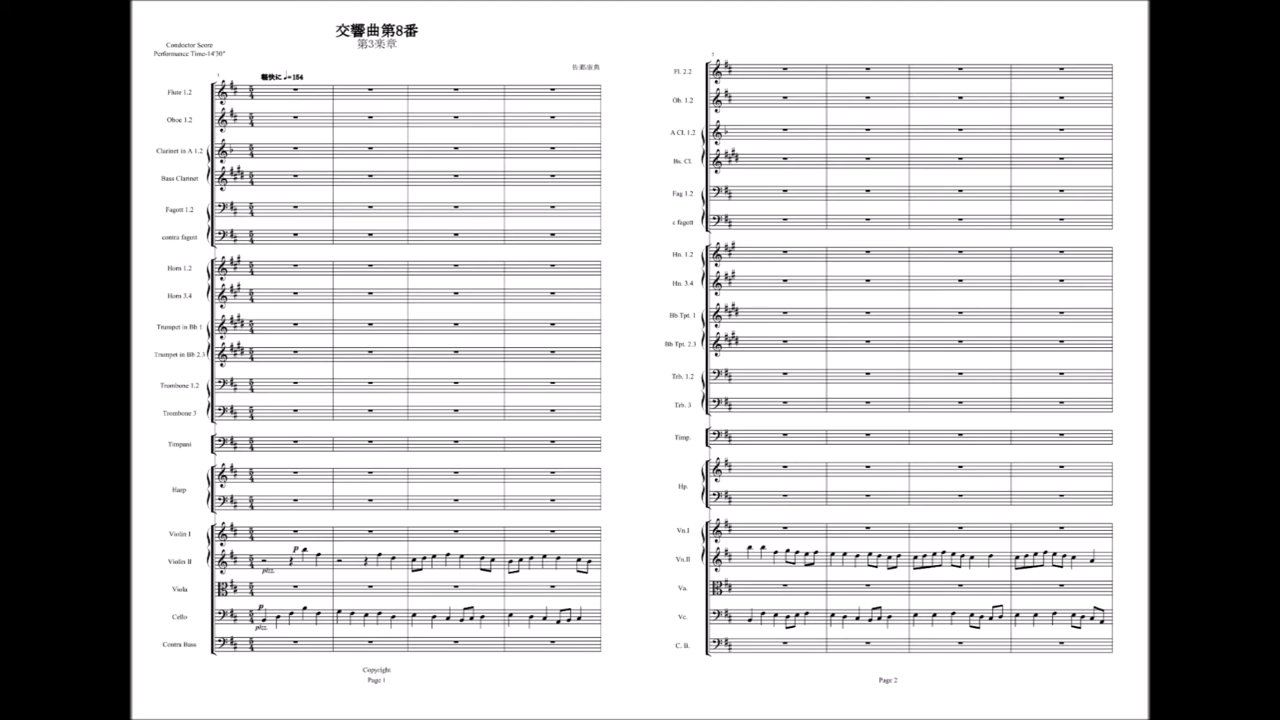 交響曲第8番
第3楽章
Condoctor Score
Performance Time-14'30"
軽快に ♩=154
Flute 1.2
Oboe 1.2
Clarinet in A 1.2
Bass Clarinet
Fagott 1.2
contra fagott
Horn 1.2
Horn 3.4
Trumpet in Bb 1
Trumpet in Bb 2.3
Trombone 1.2
Trombone 3
Timpani
Harp
Violin I
Violin II
p
pizz
Viola
Cello
p
pizz
Contra Bass
Copyright
Page 1
5
Fl. 2.2
Ob. 1.2
A Cl. 1.2
Bs. Cl.
Fag 1.2
c fagott
Hn. 1.2
Hn. 3.4
Bb Tpt. 1
Bb Tpt. 2.3
Trb. 1.2
Trb. 3
Timp.
Hp.
Vn.I
Vn.II
Va.
Vc.
C. B.
Page 2